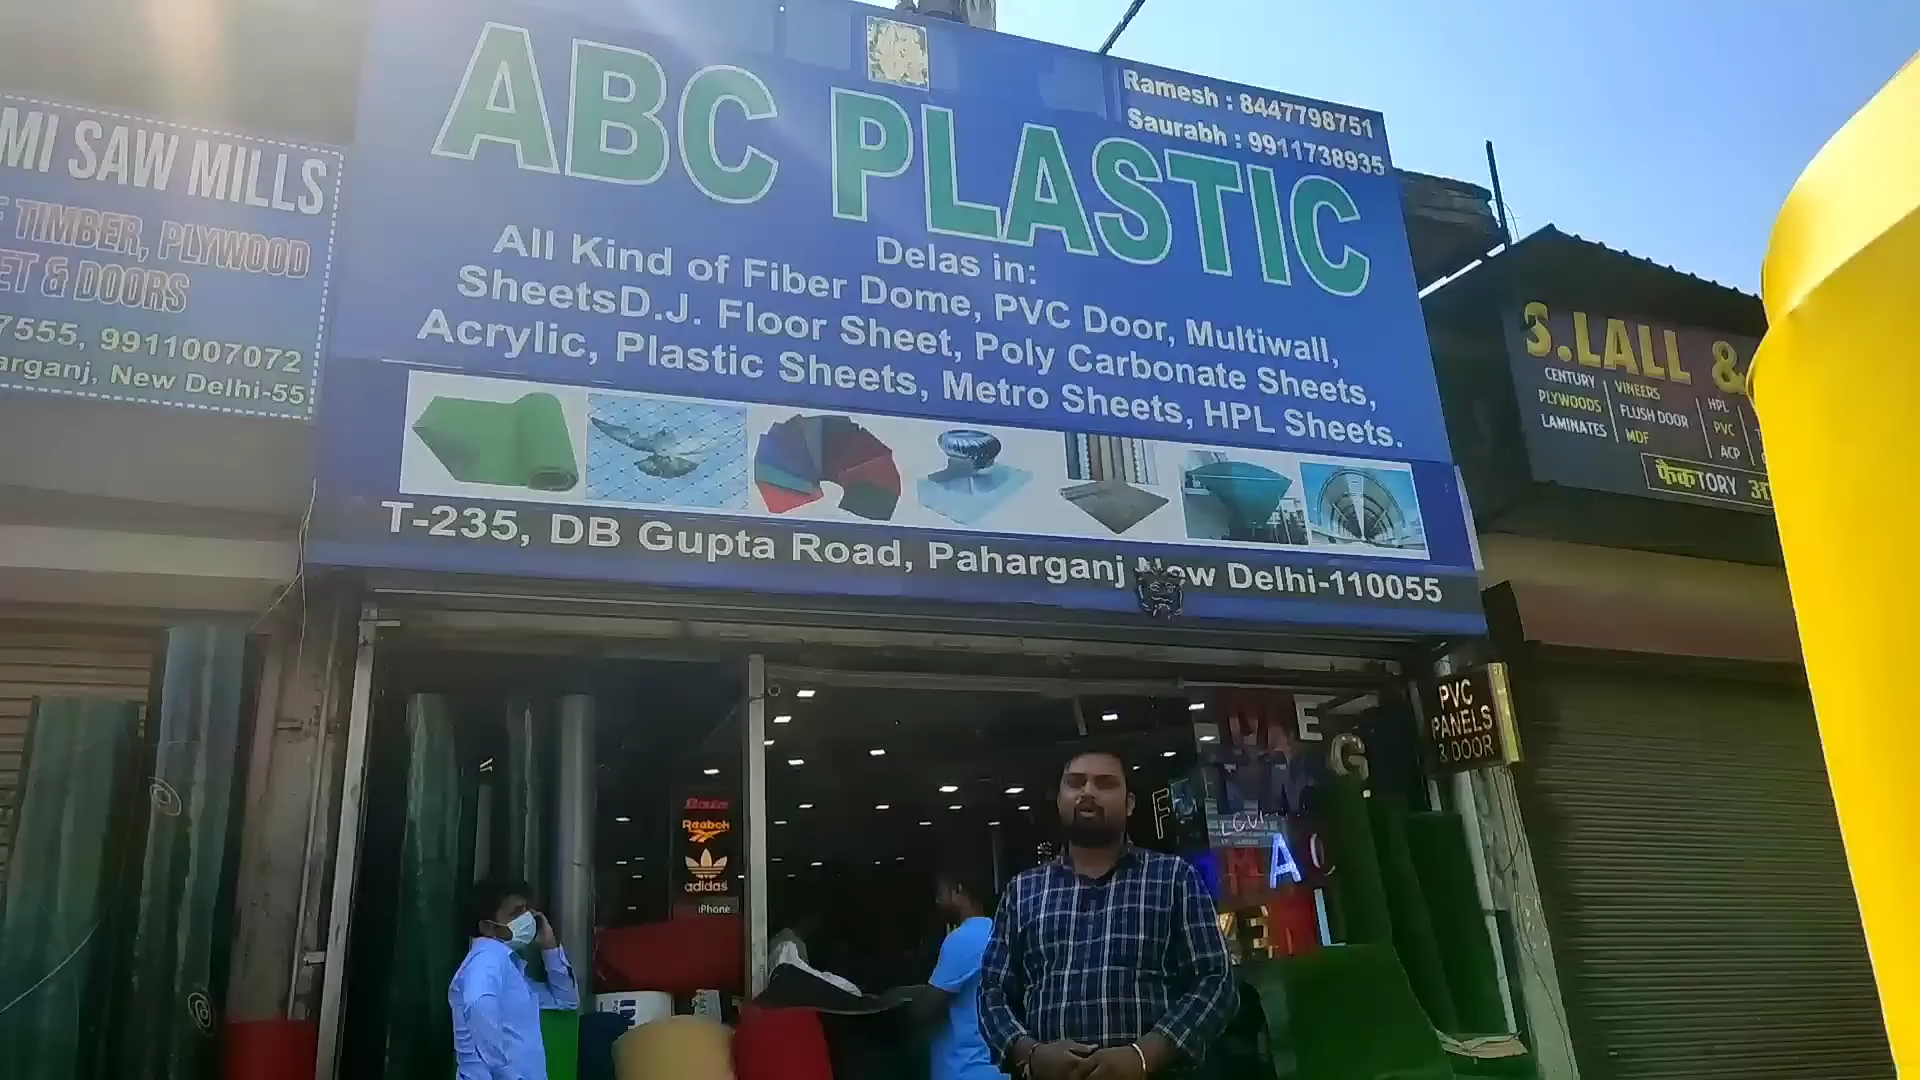 MI SAW MILLS
TIMBER, PLYWOOD
ET & DOORS
7555, 9911007072
arganj, New Delhi-55
ABC PLASTIC
Ramesh : 8447798751
Saurabh : 9911738935
Delas in:
All Kind of Fiber Dome, PVC Door, Multiwall,
SheetsD.J. Floor Sheet, Poly Carbonate Sheets,
Acrylic, Plastic Sheets, Metro Sheets, HPL Sheets.
T-235, DB Gupta Road, Paharganj New Delhi-110055
S.LALL &
CENTURY
PLYWOODS
LAMINATES
VINEERS
FLUSH DOOR
MDF
HPL
PVC
ACP
फैकTORY
PVC
PANELS
& DOOR
Bata
Reebok
adidas
iPhone
E
G
F
A